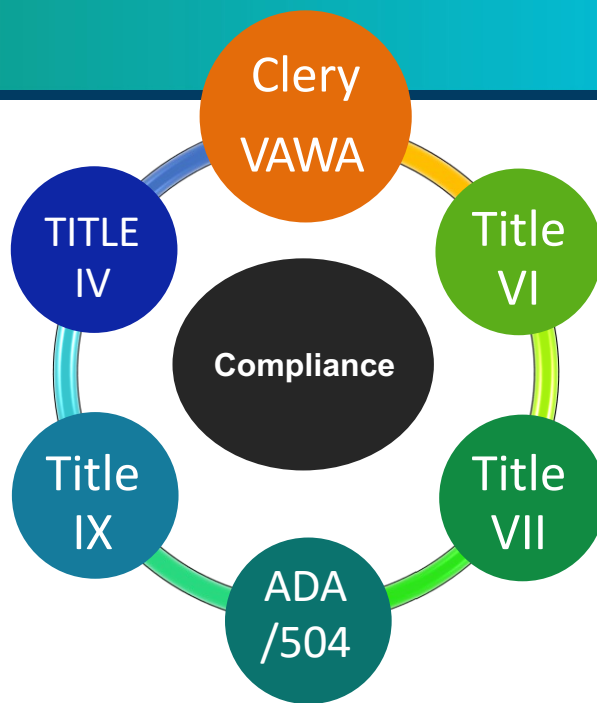 Clery
VAWA
Title
VI
Title
VII
ADA
/504
Title
IX
TITLE
IV
Compliance